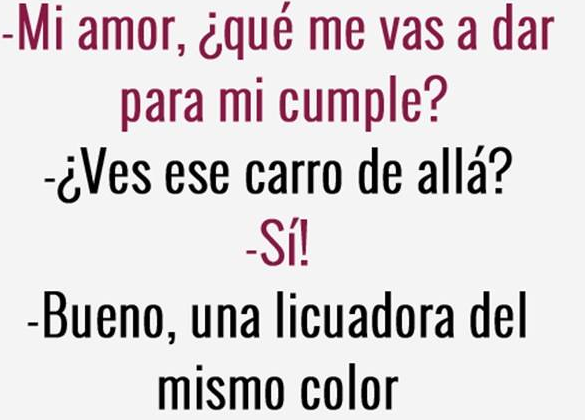 -Mi amor, ¿qué me vas a dar
para mi cumple?
-¿Ves ese carro de allá?
-Sí!
-Bueno, una licuadora del
mismo color